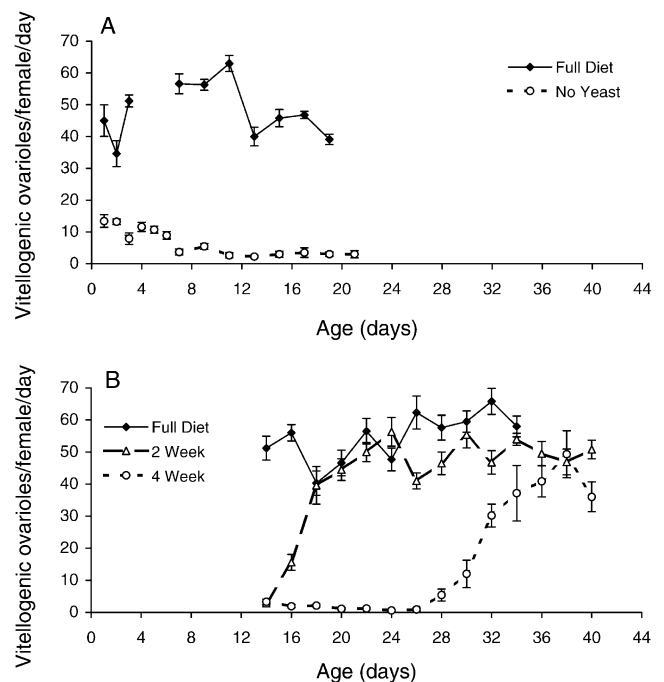 A
Vitellogenic ovarioles/female/day
70
60
50
40
30
20
10
0
Full Diet
No Yeast
0 4 8 12 16 20 24 28 32 36 40 44
Age (days)
B
Vitellogenic ovarioles/female/day
70
60
50
40
30
20
10
0
Full Diet
2 Week
4 Week
0 4 8 12 16 20 24 28 32 36 40 44
Age (days)